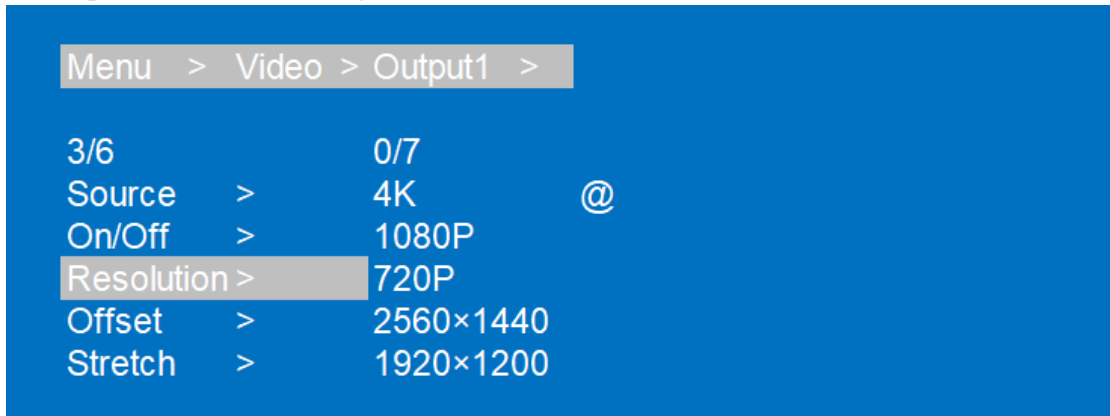 Menu > Video > Output1 >
3/6 0/7
Source > 4K @
On/Off > 1080P
Resolution > 720P
Offset > 2560×1440
Stretch > 1920×1200